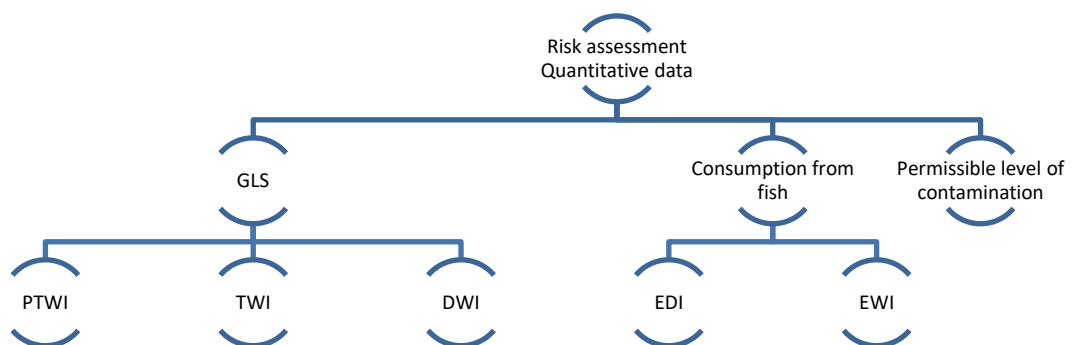 Risk assessment
Quantitative data
GLS
Consumption from
fish
Permissible level of
contamination
PTWI
TWI
DWI
EDI
EWI